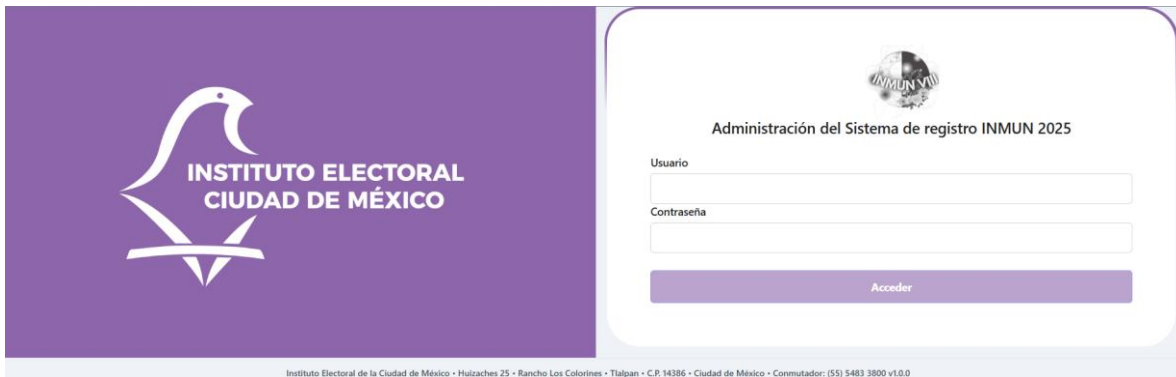 INSTITUTO ELECTORAL
CIUDAD DE MÉXICO
INMUN VIII
Administración del Sistema de registro INMUN 2025
Usuario
Contraseña
Acceder
Instituto Electoral de la Ciudad de México • Huizaches 25 • Rancho Los Colorines • Tlalpan • C.P. 14386 • Ciudad de México • Conmutador: (55) 5483 3800 v1.0.0